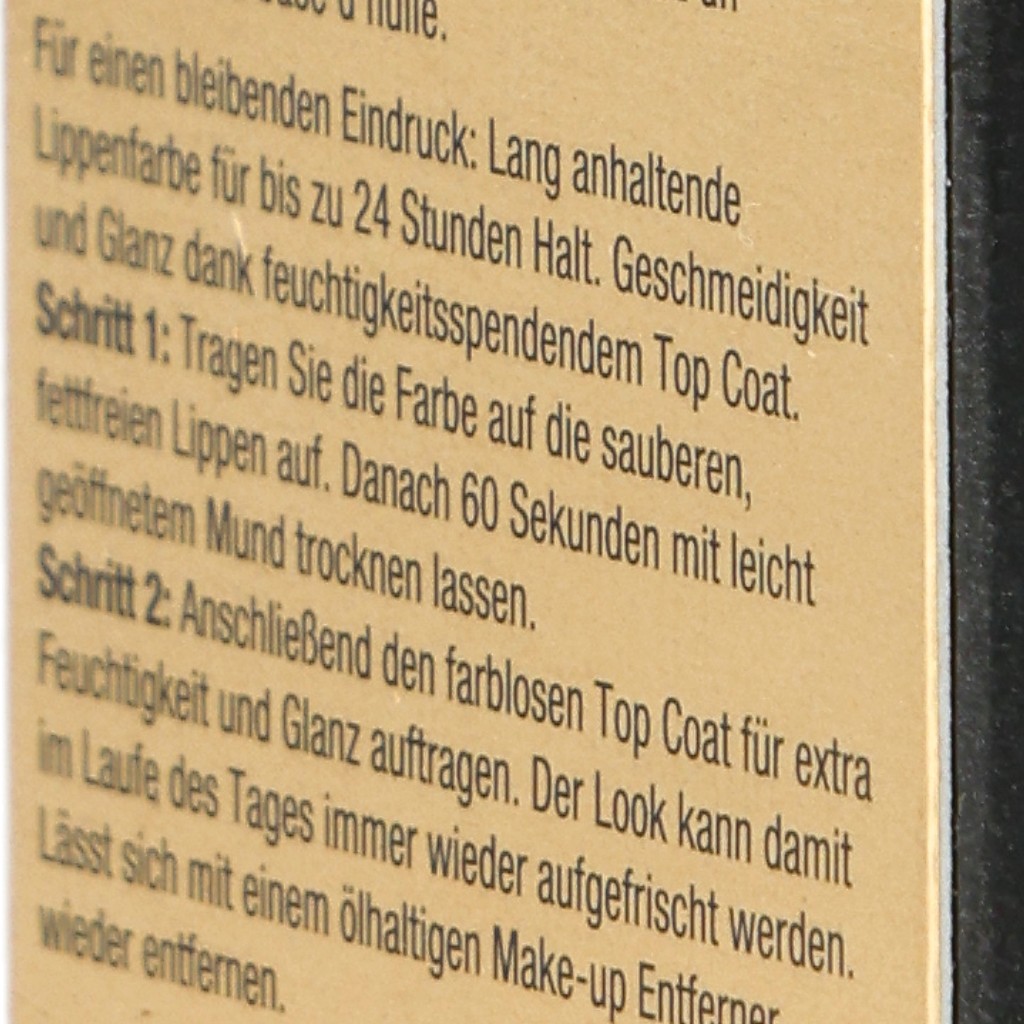 d'huile.
Für einen bleibenden Eindruck: Lang anhaltende
Lippenfarbe für bis zu 24 Stunden Halt. Geschmeidigkeit
und Glanz dank feuchtigkeitsspendendem Top Coat.
Schritt 1: Tragen Sie die Farbe auf die sauberen,
fettfreien Lippen auf. Danach 60 Sekunden mit leicht
geöffnetem Mund trocknen lassen.
Schritt 2: Anschließend den farblosen Top Coat für extra
Feuchtigkeit und Glanz auftragen. Der Look kann damit
im Laufe des Tages immer wieder aufgefrischt werden.
Lässt sich mit einem ölhaltigen Make-up Entferner
wieder entfernen.